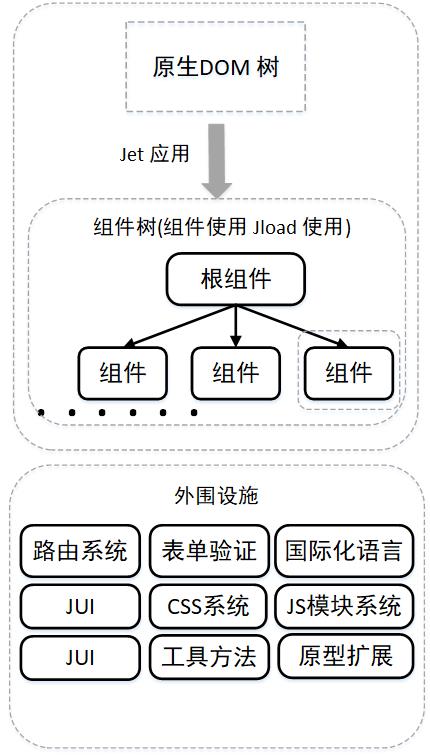 原生DOM 树
Jet 应用
组件树(组件使用 Jload 使用)
根组件
组件 组件 组件
外围设施
路由系统 表单验证 国际化语言
JUI CSS系统 JS模块系统
JUI 工具方法 原型扩展